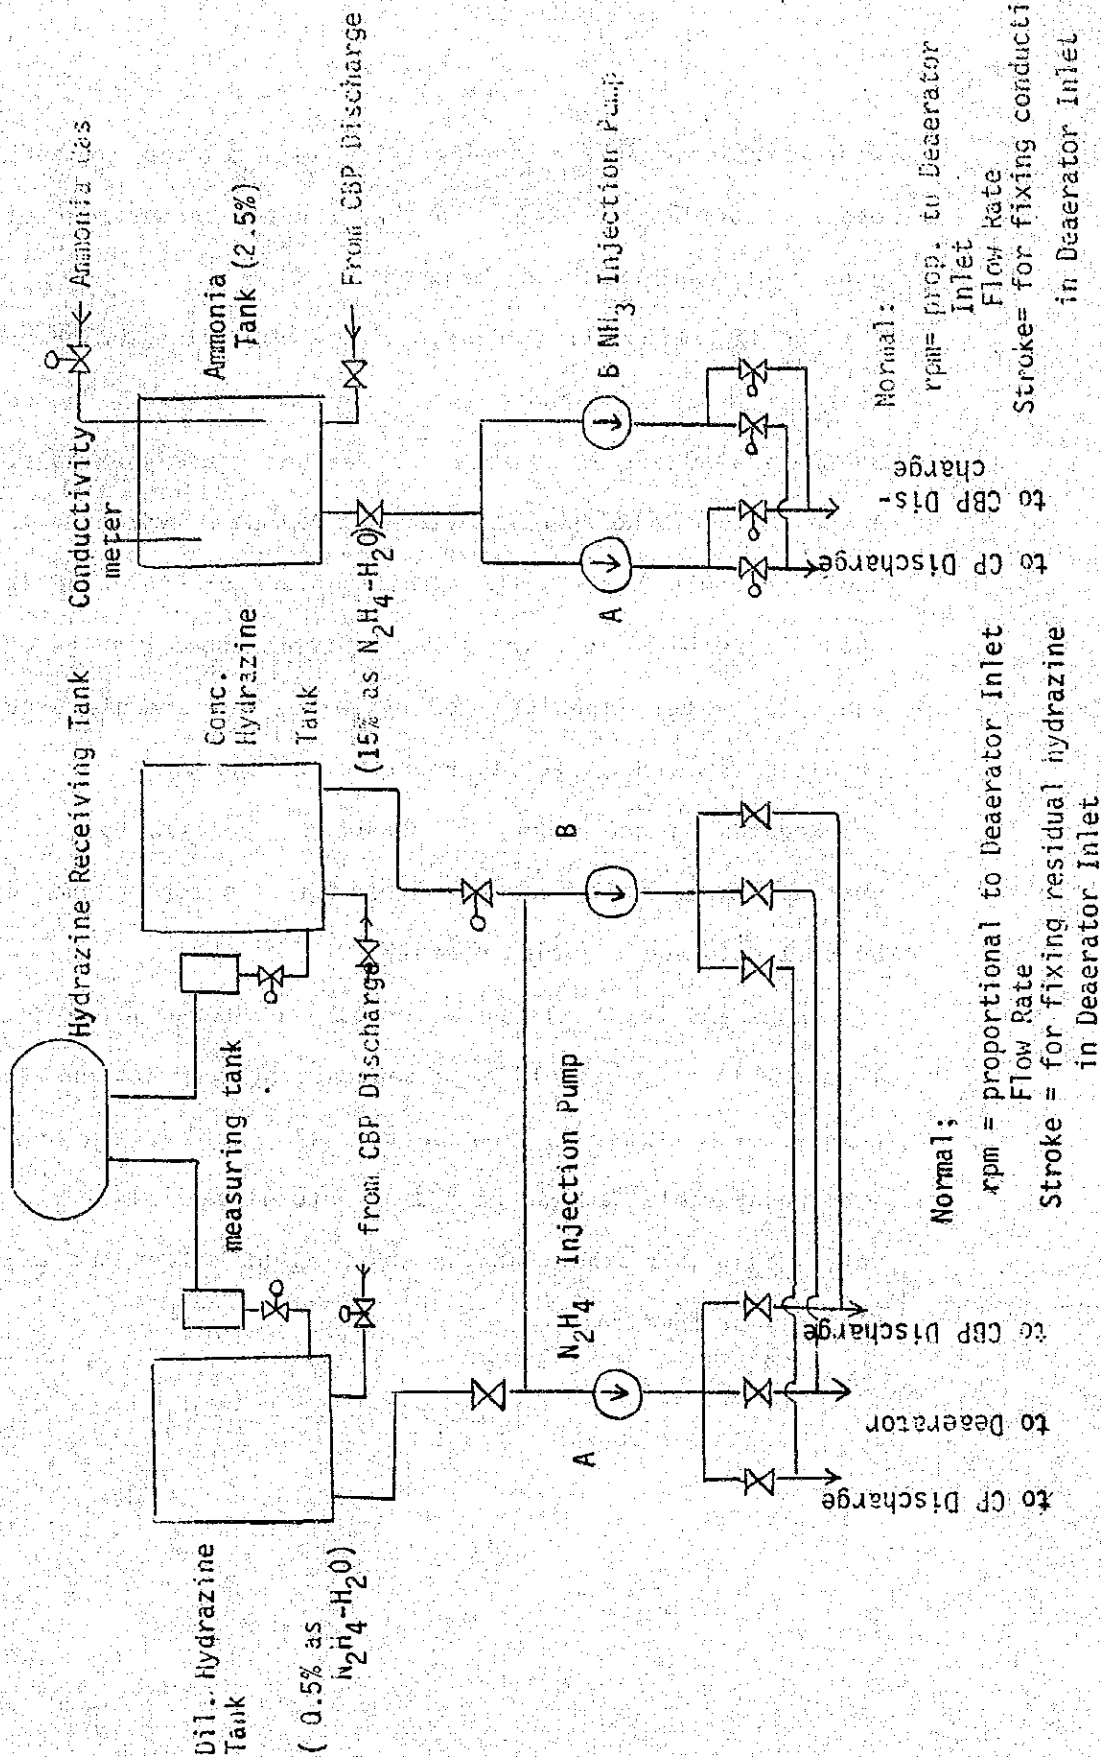 Hydrazine Receiving Tank
measuring tank
Dil. Hydrazine
Tank
( 0.5% as
N2H4-H2O)
from CBP Discharge
Conc.
Hydrazine
Tank
(15% as N2H4-H2O)
from CBP Discharge
A
N2H4 Injection Pump
B
to CP Discharge
to Deaerator
to CBP Discharge
Normal;
rpm = proportional to Deaerator Inlet
Flow Rate
Stroke = for fixing residual hydrazine
in Deaerator Inlet
Conductivity
meter
Ammonia Gas
Ammonia
Tank (2.5%)
From CBP Discharge
A
B NH3 Injection Pump
to CP Discharge
to CBP Dis-
charge
Normal:
rpm= prop. to Deaerator
Inlet
Flow Rate
Stroke= for fixing conducti
in Deaerator Inlet